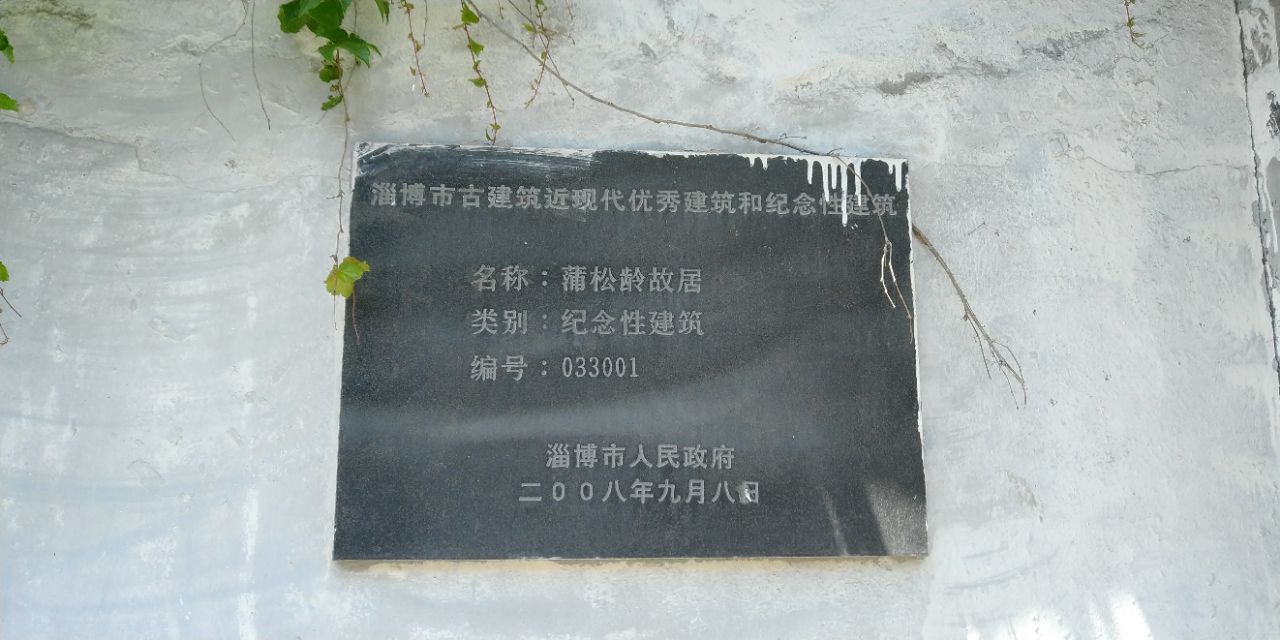 淄博市古建筑近现代优秀建筑和纪念性建筑
名称：蒲松龄故居
类别：纪念性建筑
编号：033001
淄博市人民政府
二００八年九月八日